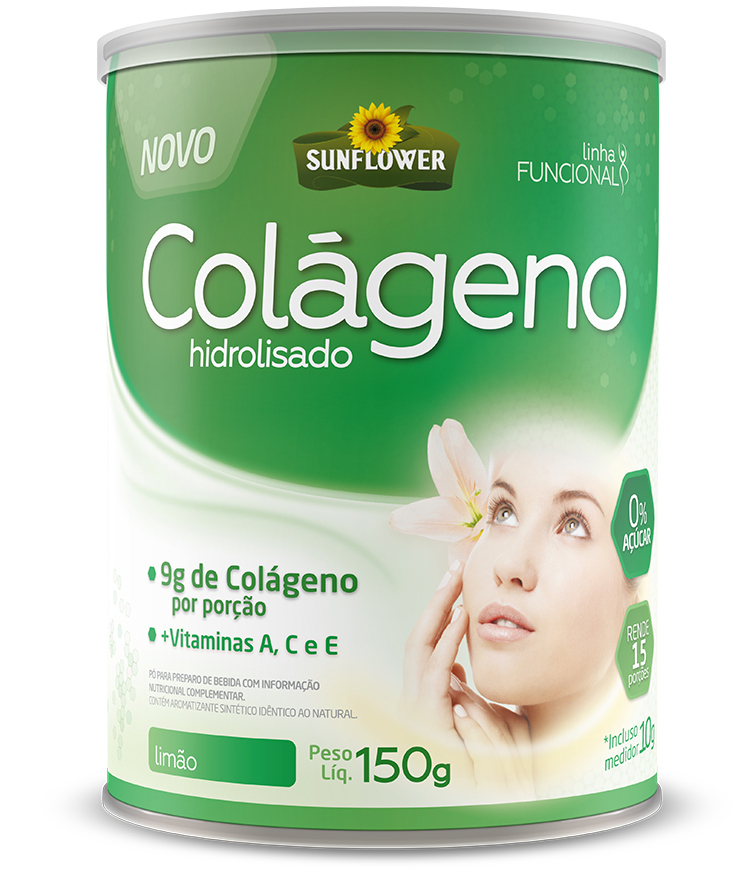 NOVO
SUNFLOWER
linha
FUNCIONAL
Colágeno
hidrolisado
0%
AÇÚCAR
• 9g de Colágeno
por porção
• +Vitaminas A, C e E
RENDE
15
porções
PÓ PARA PREPARO DE BEBIDA COM INFORMAÇÃO
NUTRICIONAL COMPLEMENTAR.
CONTÉM AROMATIZANTE SINTÉTICO IDÊNTICO AO NATURAL.
*Incluso
medidor 10g
limão
Peso
Líq. 150g